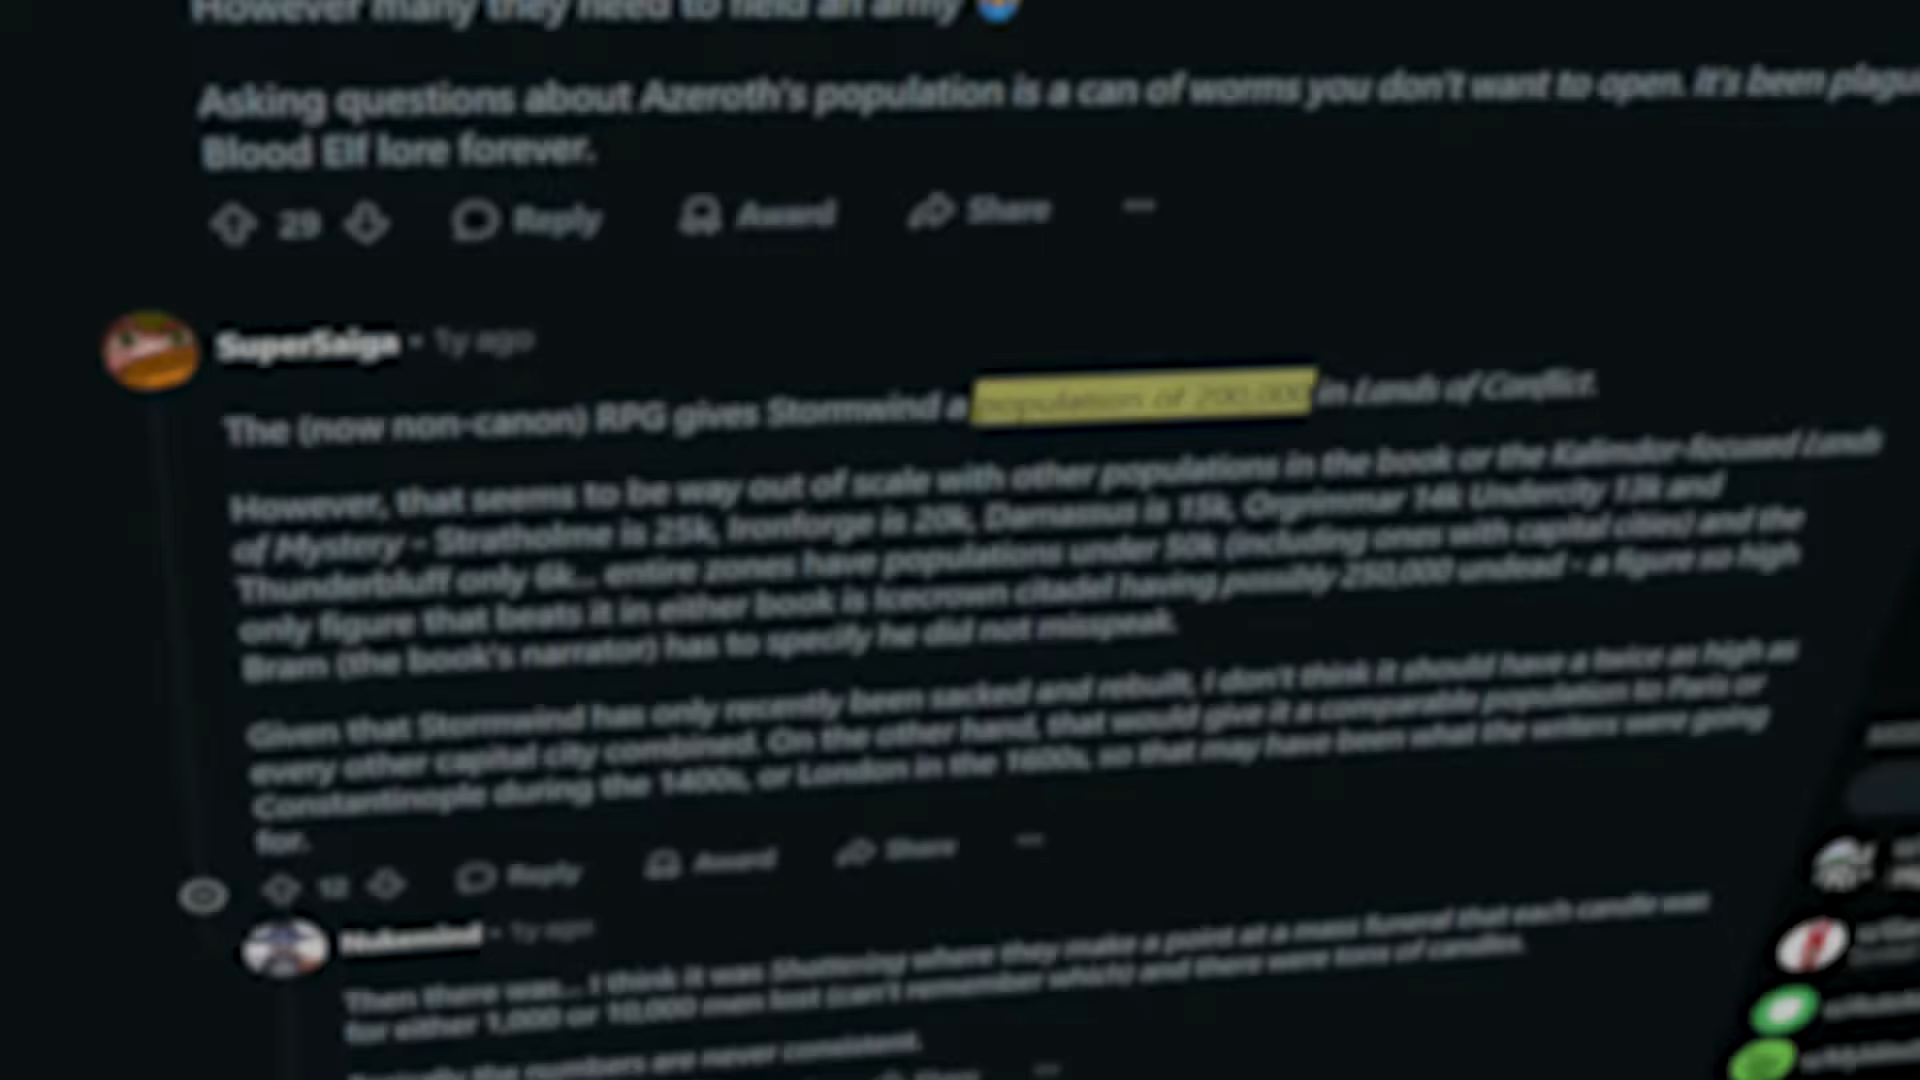 However many they need to field an army
Asking questions about Azeroth's population is a can of worms you don't want to open. It's been
Blood Elf lore forever.
29 Reply Award Share
SuperSaiga • 1y ago
The (now non-canon) RPG gives Stormwind a population of 200,000 in Lands of Conflict.
However, that seems to be way out of scale with other populations in the book or the Kalimdor-focused Lands
of Mystery - Stratholme is 25k, Ironforge is 20k, Darnassus is 15k, Orgrimmar 14k Undercity 13k and
Thunderbluff only 6k... entire zones have populations under 50k (including ones with capital cities) and the
only figure that beats it in either book is Icecrown citadel having possibly 250,000 undead - a figure so high
Bram (the book's narrator) has to specify he did not misspeak.
Given that Stormwind has only recently been sacked and rebuilt, I don't think it should have a twice as high as
every other capital city combined. On the other hand, that would give it a comparable population to Paris or
Constantinople during the 1400s, or London in the 1600s, so that may have been what the writers were going
for.
12 Reply Award Share
Nukemind • 1y ago
Then there was... I think it was Shattering where they make a point at a mass funeral that each candle was
for either 1,000 or 10,000 men lost (can't remember which) and there were tons of candles.
the numbers are never consistent.